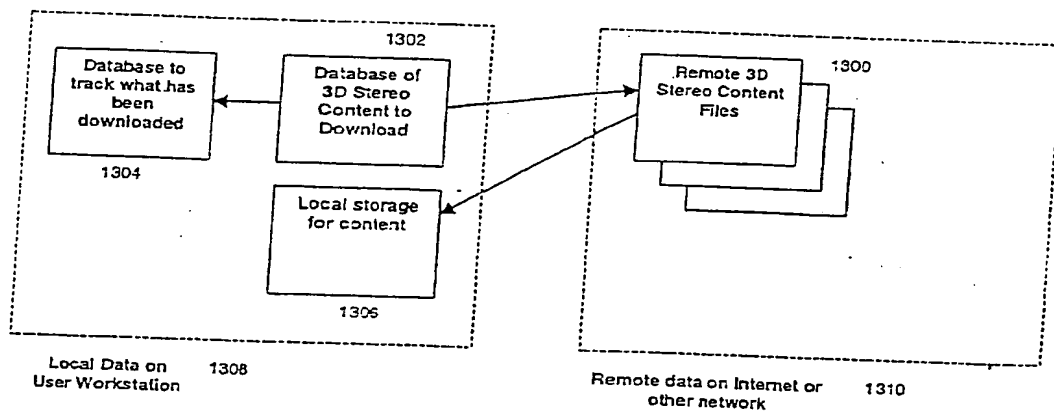 1302
Database to
track what has
been
downloaded
1304
Database of
3D Stereo
Content to
Download
Local storage
for content
1306
Local Data on
User Workstation
1308
1300
Remote 3D
Stereo Content
Files
Remote data on Internet or
other network
1310